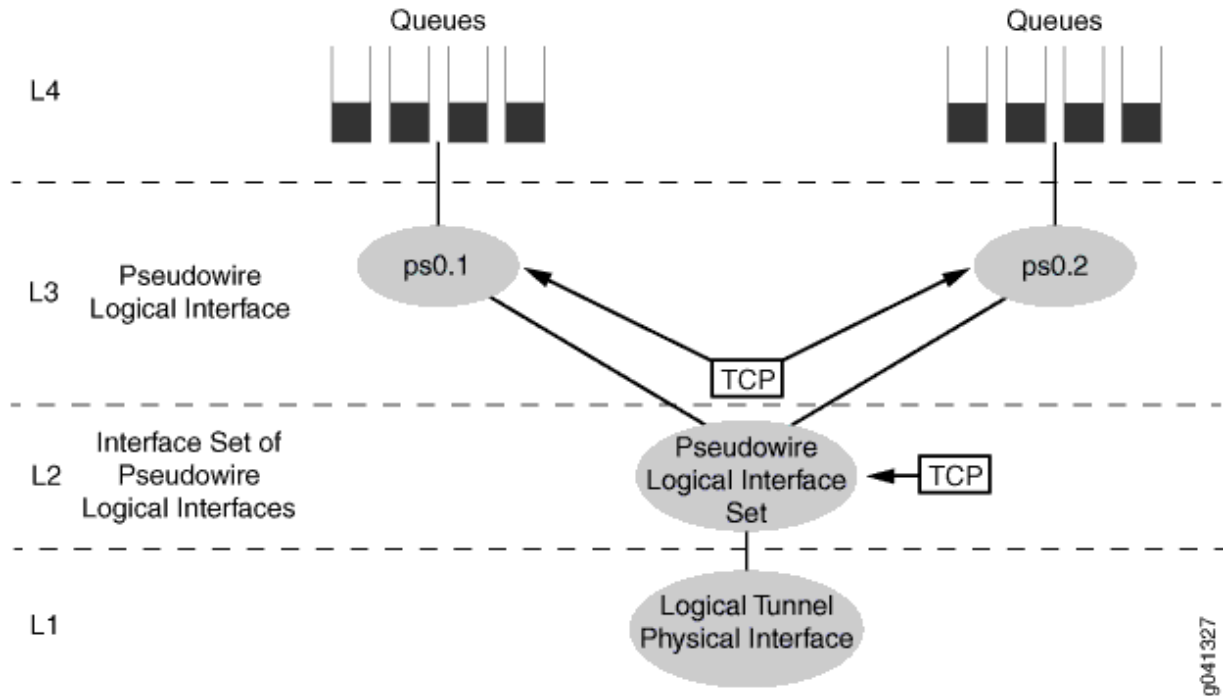 Queues
Queues
L4
ps0.1
ps0.2
L3
Pseudowire
Logical Interface
TCP
L2
Interface Set of
Pseudowire
Logical Interfaces
Pseudowire
Logical Interface
Set
TCP
L1
Logical Tunnel
Physical Interface
g041327